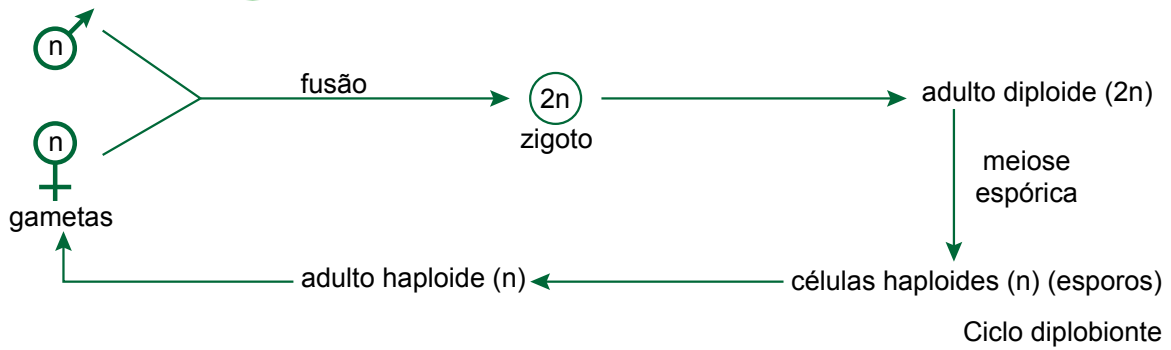 n
fusão
2n
zigoto
adulto diploide (2n)
n
gametas
meiose
espórica
adulto haploide (n)
células haploides (n) (esporos)
Ciclo diplobionte